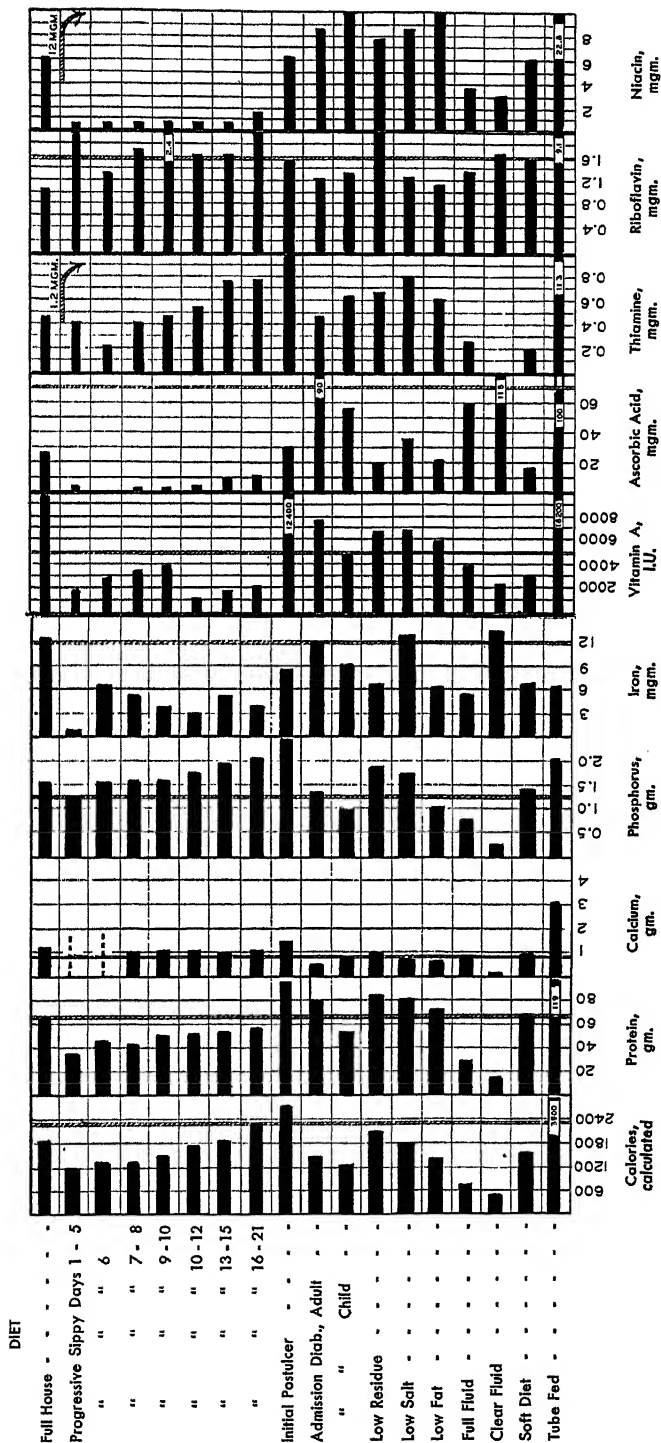 DIET
Full House - - - - - -
Progressive Sippy Days 1 - 5
" " " 6
" " " 7 - 8
" " " 9 - 10
" " " 10 - 12
" " " 13 - 15
" " " 16 - 21
Initial Postulcer - - -
Admission Diab., Adult
" " Child
Low Residue - - - - -
Low Salt - - - - - -
Low Fat - - - - - -
Full Fluid - - - - - -
Clear Fluid - - - - -
Soft Diet - - - - - -
Tube Fed - - - - - -
3800
600
1200
1800
2400
Calories, calculated
119
20
40
60
80
Protein, gm.
1
2
3
4
Calcium, gm.
0.5
1.0
1.5
2.0
Phosphorus, gm.
3
6
9
12
Iron, mgm.
12400
2000
4000
6000
8000
Vitamin A, I.U.
90
115
100
20
40
60
Ascorbic Acid, mgm.
1.2 MGM.
11.3
0.2
0.4
0.6
0.8
Thiamine, mgm.
2.4
9.1
0.4
0.8
1.2
1.6
Riboflavin, mgm.
12 MGM
22.8
2
4
6
8
Niacin, mgm.